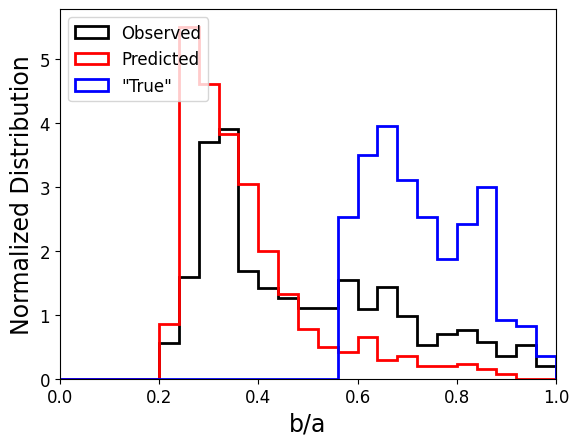 Observed
Predicted
"True"
Normalized Distribution
5
4
3
2
1
0
0.0 0.2 0.4 0.6 0.8 1.0
b/a